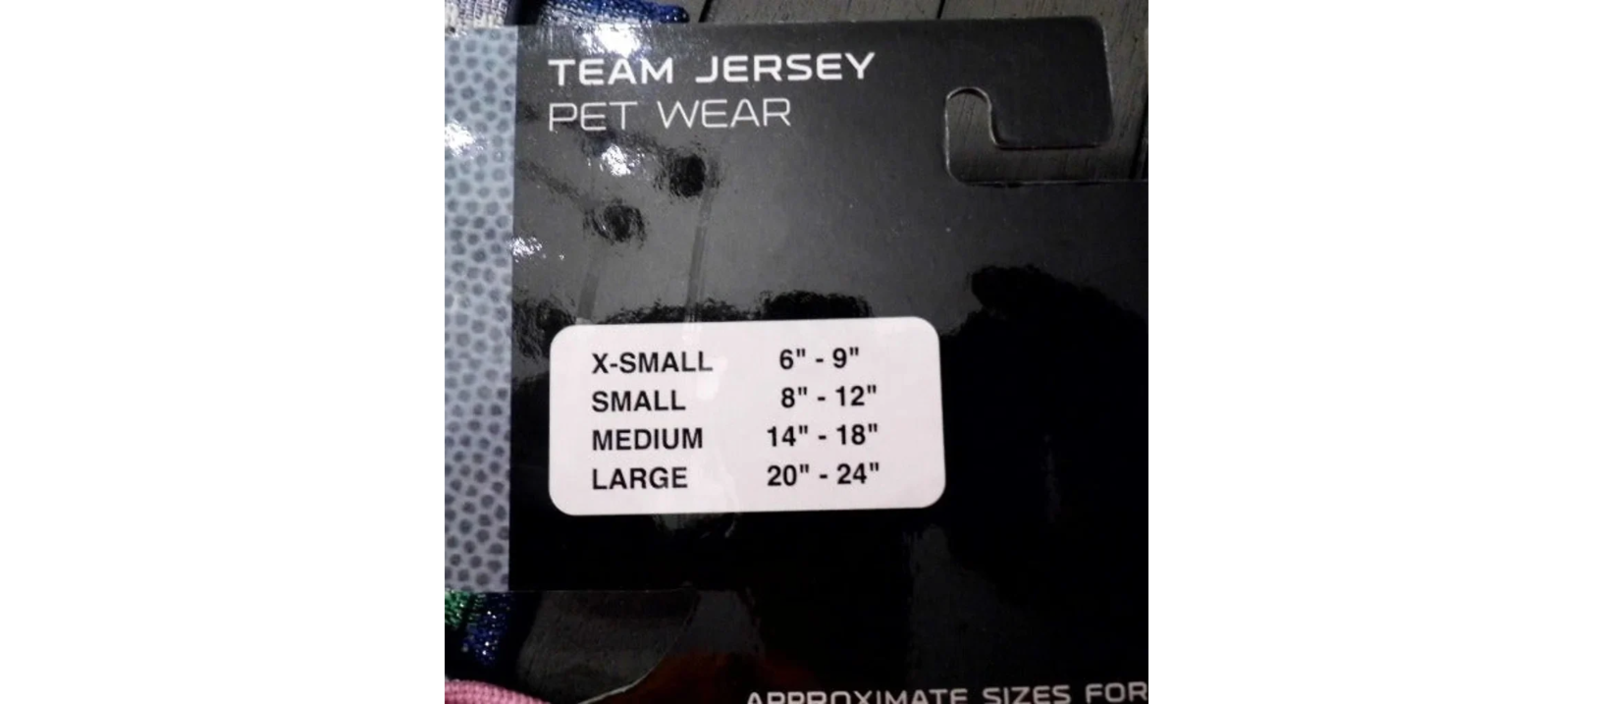 TEAM JERSEY
PET WEAR
X-SMALL 6" - 9"
SMALL 8" - 12"
MEDIUM 14" - 18"
LARGE 20" - 24"
APPROXIMATE SIZES FOR